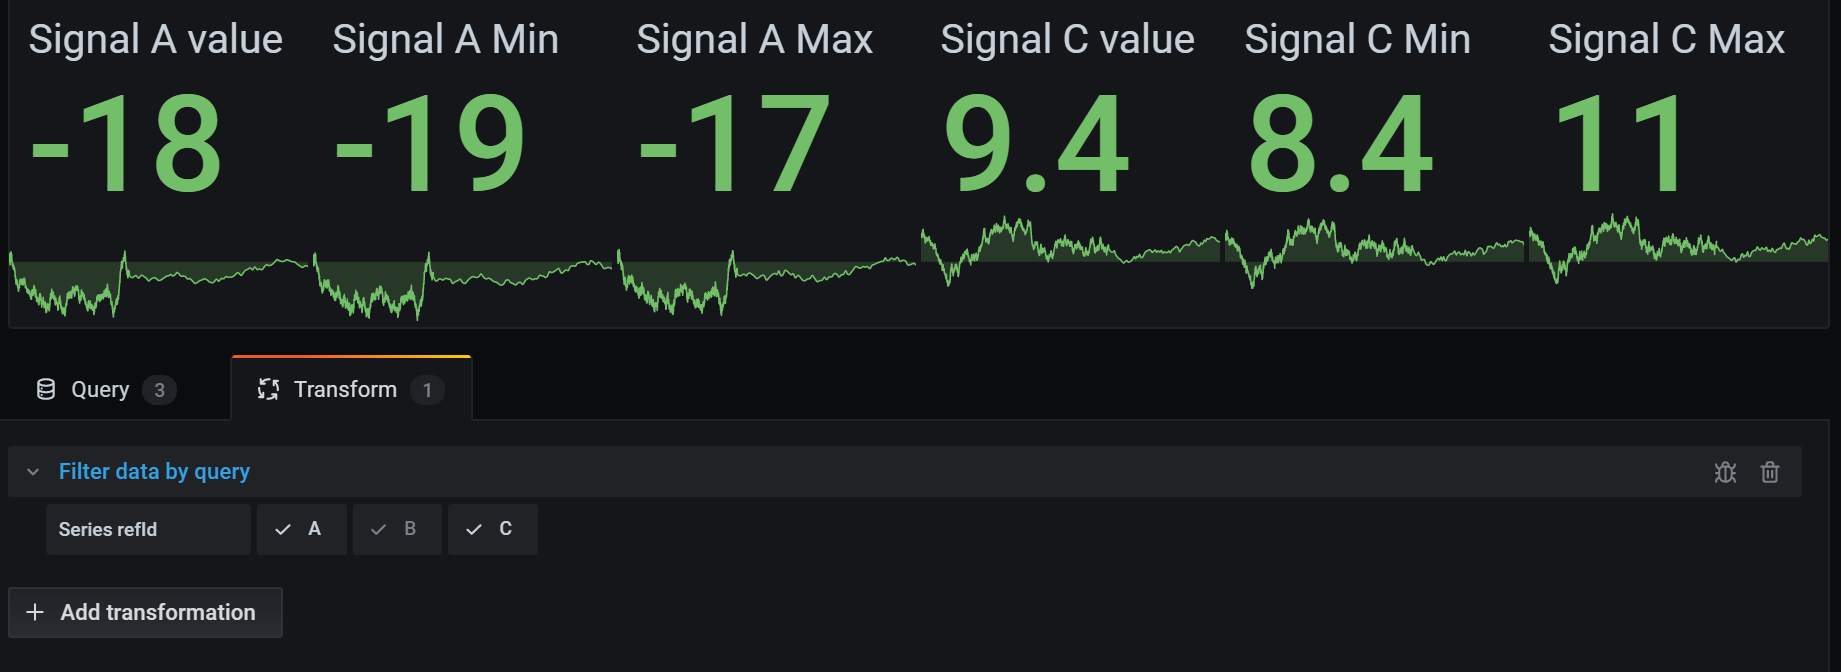 Signal A value Signal A Min Signal A Max Signal C value Signal C Min Signal C Max
-18 -19 -17 9.4 8.4 11
Query 3 Transform 1
Filter data by query
Series refId A B C
Add transformation